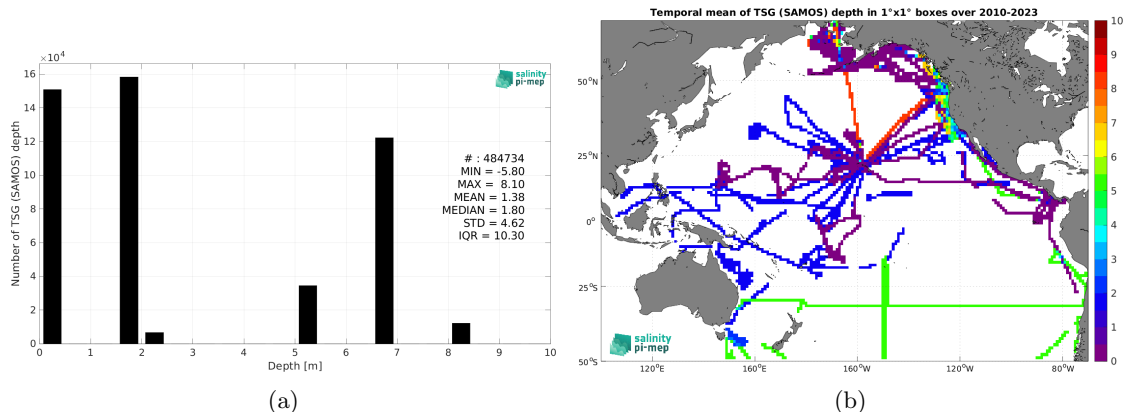 ×10⁴
16
14
12
10
8
6
4
2
0
Number of TSG (SAMOS) depth
0 1 2 3 4 5 6 7 8 9 10
Depth [m]
salinity
pi-mep
# : 484734
MIN = -5.80
MAX = 8.10
MEAN = 1.38
MEDIAN = 1.80
STD = 4.62
IQR = 10.30
(a)
Temporal mean of TSG (SAMOS) depth in 1°x1° boxes over 2010-2023
50°N
25°N
0°
25°S
50°S
120°E
160°E
160°W
120°W
80°W
salinity
pi-mep
10
9
8
7
6
5
4
3
2
1
0
(b)